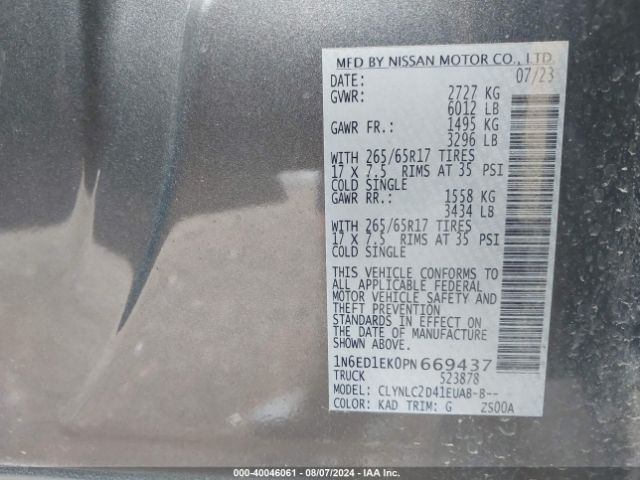 MFD BY NISSAN MOTOR CO., LTD.
DATE: 07/23
GVWR: 2727 KG
6012 LB
GAWR FR.: 1495 KG
3296 LB
WITH 265/65R17 TIRES
17 X 7.5 RIMS AT 35 PSI
COLD SINGLE
GAWR RR.: 1558 KG
3434 LB
WITH 265/65R17 TIRES
17 X 7.5 RIMS AT 35 PSI
COLD SINGLE
THIS VEHICLE CONFORMS TO
ALL APPLICABLE FEDERAL
MOTOR VEHICLE SAFETY AND
THEFT PREVENTION
STANDARDS IN EFFECT ON
THE DATE OF MANUFACTURE
SHOWN ABOVE.
1N6ED1EK0PN669437
TRUCK 523878
MODEL: CLYNLC2D41EUA8-B--
COLOR: KAD TRIM: G ZS00A
000-40046061 - 08/07/2024 - IAA Inc.